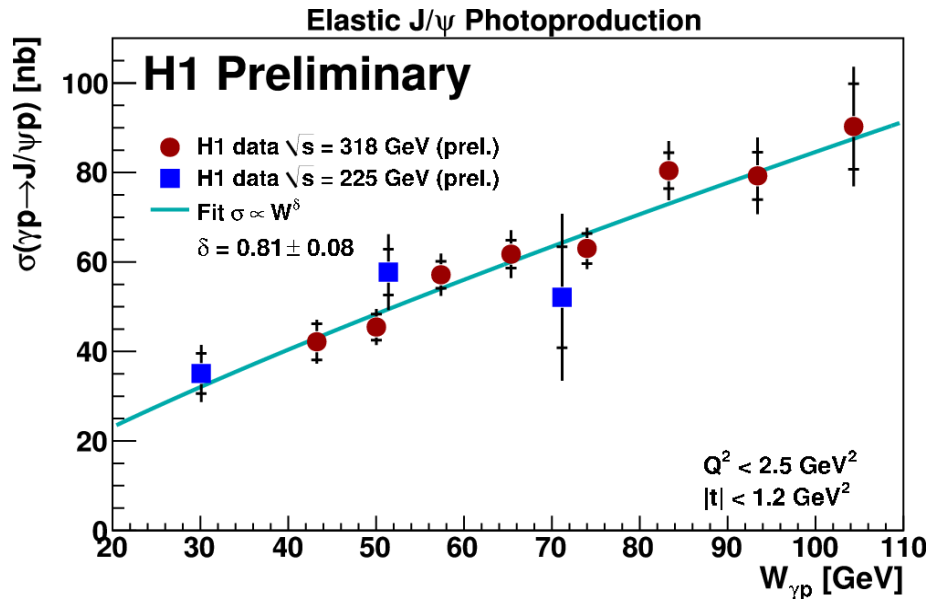 Elastic J/ψ Photoproduction
H1 Preliminary
σ(γp→J/ψp) [nb]
H1 data √s = 318 GeV (prel.)
H1 data √s = 225 GeV (prel.)
Fit σ ∝ W^δ
δ = 0.81 ± 0.08
Q² < 2.5 GeV²
|t| < 1.2 GeV²
100
80
60
40
20
0
20 30 40 50 60 70 80 90 100 110
W_γp [GeV]